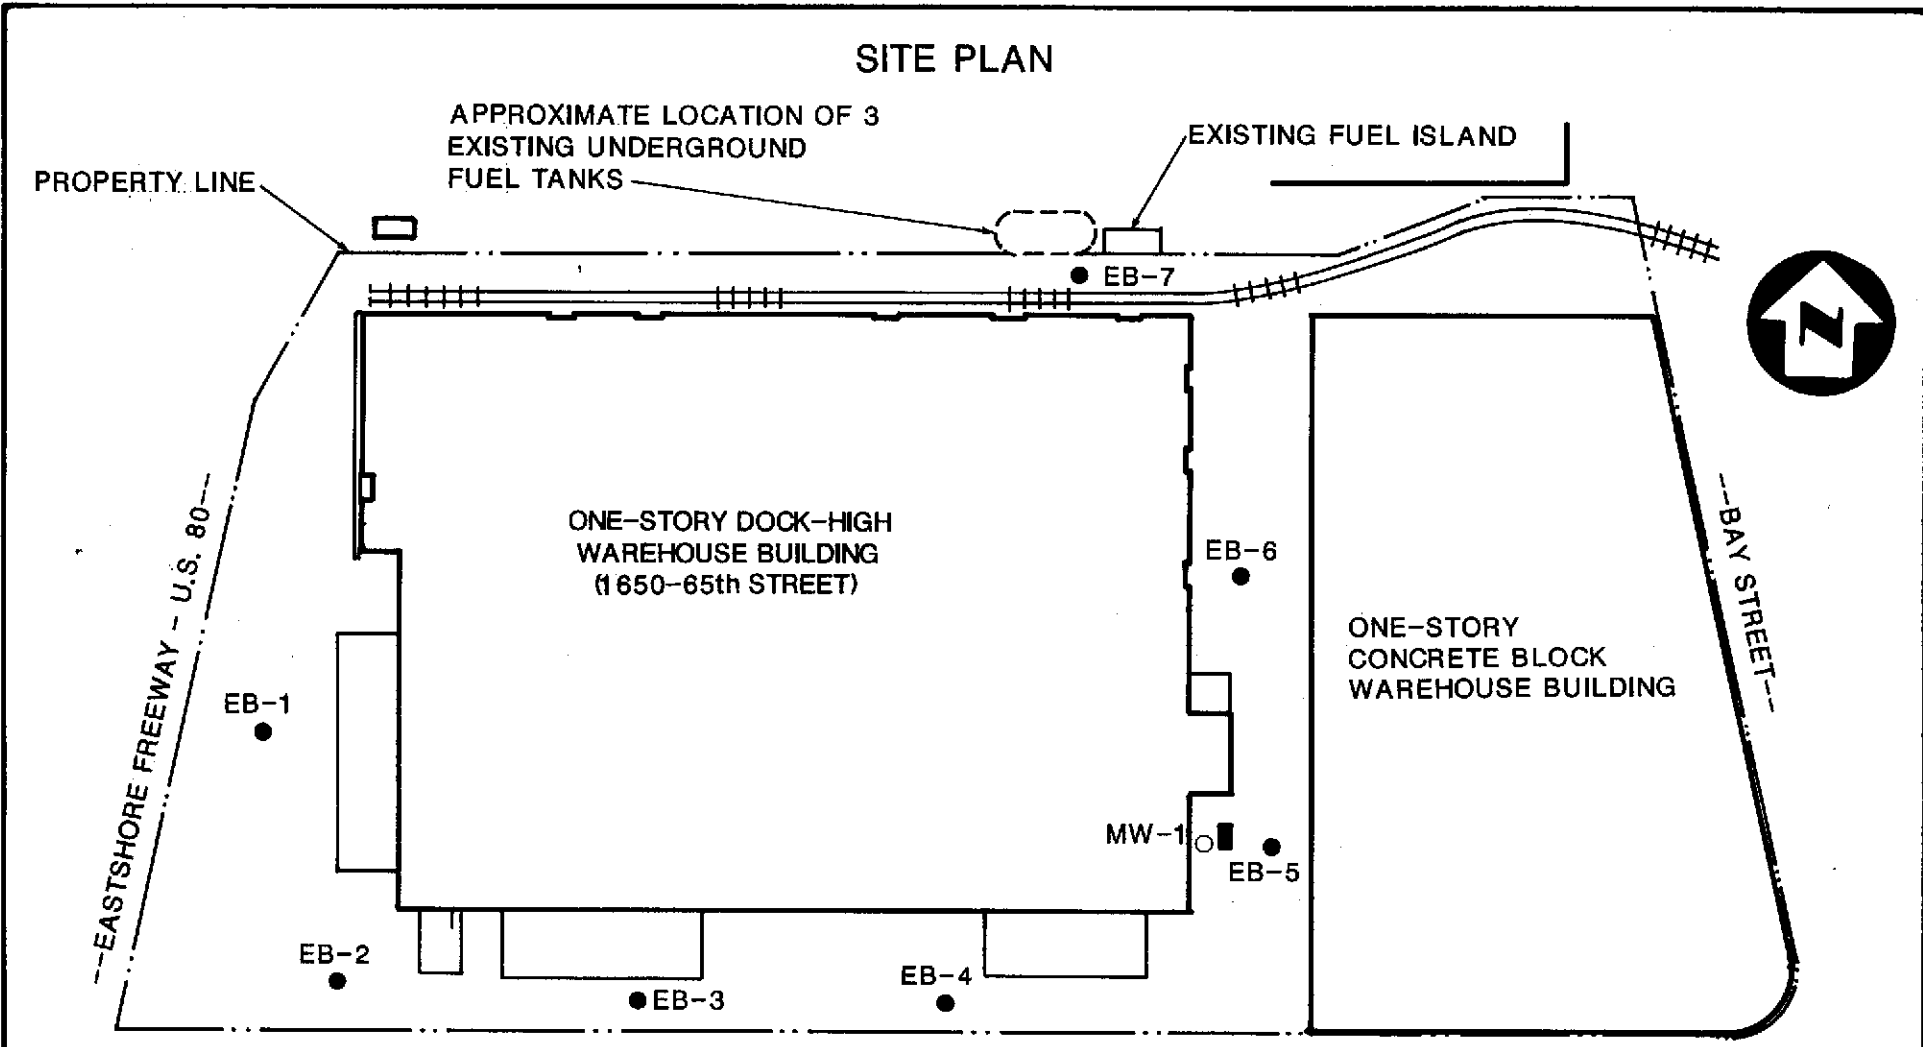 SITE PLAN
APPROXIMATE LOCATION OF 3
EXISTING UNDERGROUND
FUEL TANKS
EXISTING FUEL ISLAND
PROPERTY LINE
EB-7
N
ONE-STORY DOCK-HIGH
WAREHOUSE BUILDING
(1650-65th STREET)
EB-6
---EASTSHORE FREEWAY - U.S. 80---
---BAY STREET---
ONE-STORY
CONCRETE BLOCK
WAREHOUSE BUILDING
EB-1
MW-1
EB-5
EB-2
EB-3
EB-4